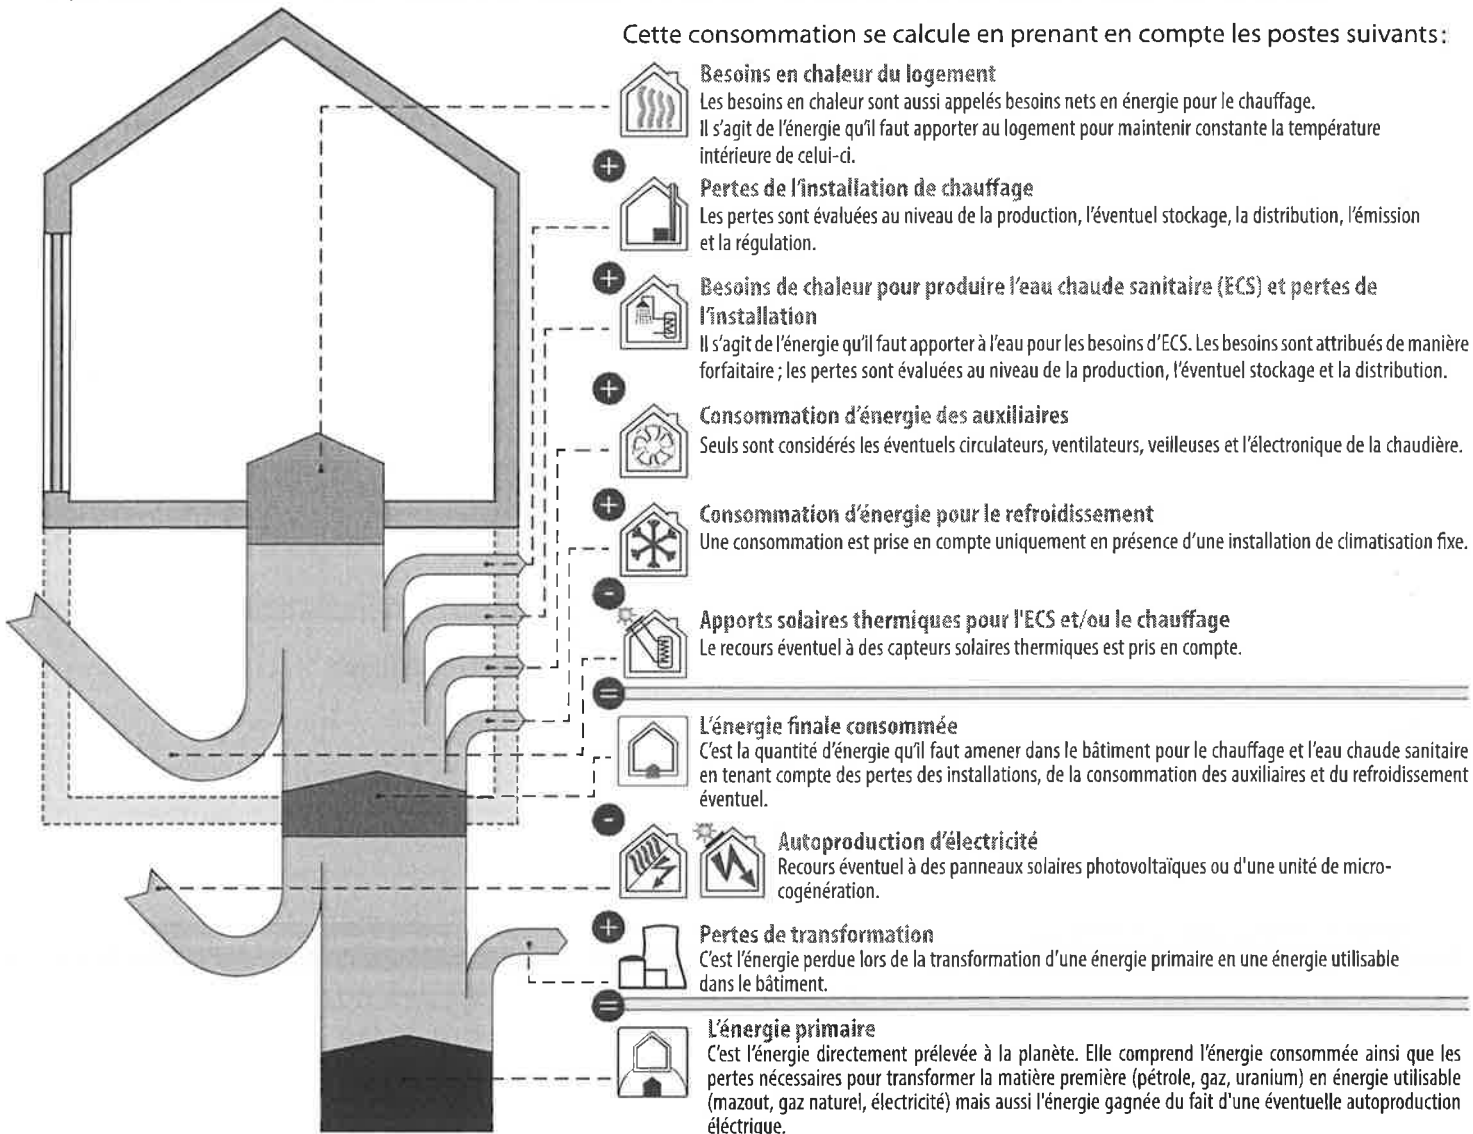 Cette consommation se calcule en prenant en compte les postes suivants:
Besoins en chaleur du logement
Les besoins en chaleur sont aussi appelés besoins nets en énergie pour le chauffage.
Il s'agit de l'énergie qu'il faut apporter au logement pour maintenir constante la température
intérieure de celui-ci.
+
Pertes de l'installation de chauffage
Les pertes sont évaluées au niveau de la production, l'éventuel stockage, la distribution, l'émission
et la régulation.
+
Besoins de chaleur pour produire l'eau chaude sanitaire (ECS) et pertes de
l'installation
Il s'agit de l'énergie qu'il faut apporter à l'eau pour les besoins d'ECS. Les besoins sont attribués de manière
forfaitaire ; les pertes sont évaluées au niveau de la production, l'éventuel stockage et la distribution.
+
Consommation d'énergie des auxiliaires
Seuls sont considérés les éventuels circulateurs, ventilateurs, veilleuses et l'électronique de la chaudière.
+
Consommation d'énergie pour le refroidissement
Une consommation est prise en compte uniquement en présence d'une installation de climatisation fixe.
-
Apports solaires thermiques pour l'ECS et/ou le chauffage
Le recours éventuel à des capteurs solaires thermiques est pris en compte.
=
L'énergie finale consommée
C'est la quantité d'énergie qu'il faut amener dans le bâtiment pour le chauffage et l'eau chaude sanitaire
en tenant compte des pertes des installations, de la consommation des auxiliaires et du refroidissement
éventuel.
-
Autoproduction d'électricité
Recours éventuel à des panneaux solaires photovoltaïques ou d'une unité de micro-
cogénération.
+
Pertes de transformation
C'est l'énergie perdue lors de la transformation d'une énergie primaire en une énergie utilisable
dans le bâtiment.
=
L'énergie primaire
C'est l'énergie directement prélevée à la planète. Elle comprend l'énergie consommée ainsi que les
pertes nécessaires pour transformer la matière première (pétrole, gaz, uranium) en énergie utilisable
(mazout, gaz naturel, électricité) mais aussi l'énergie gagnée du fait d'une éventuelle autoproduction
éléctrique.